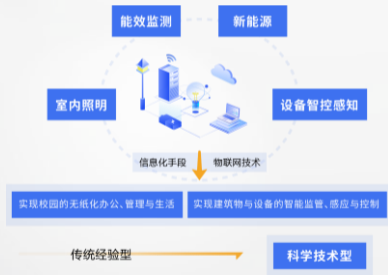 能效监测
新能源
室内照明
设备智控感知
信息化手段
物联网技术
实现校园的无纸化办公、管理与生活
实现建筑物与设备的智能监管、感应与控制
传统经验型
科学技术型